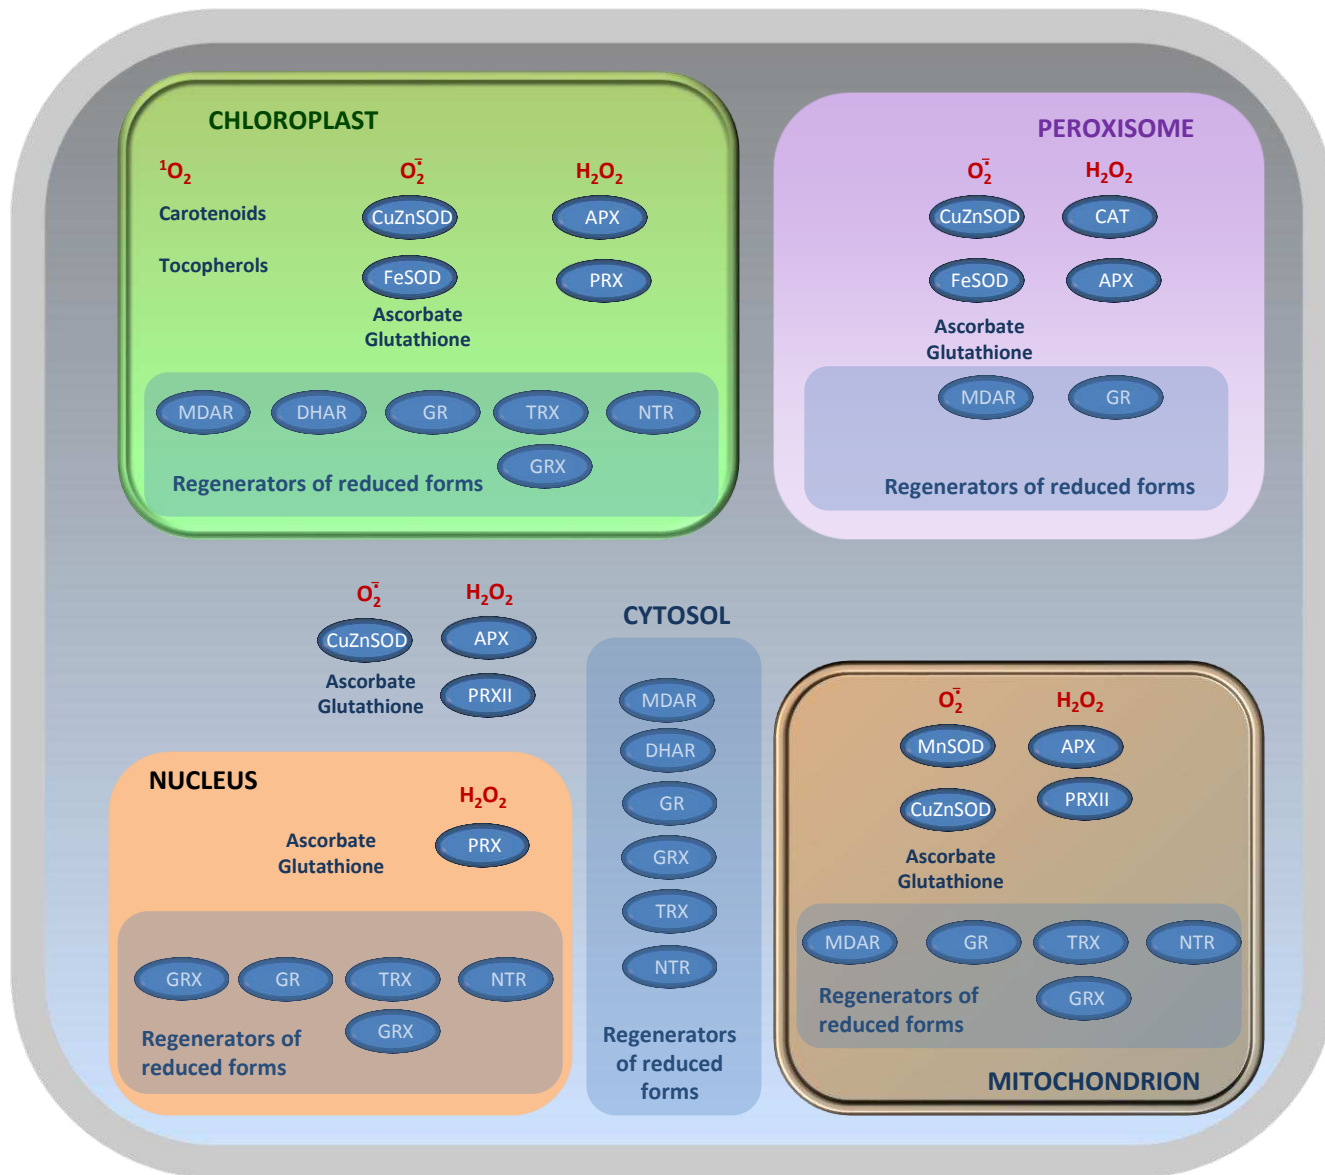 CHLOROPLAST
¹O₂ O₂•̄ H₂O₂
Carotenoids CuZnSOD APX
Tocopherols FeSOD PRX
Ascorbate
Glutathione
MDAR DHAR GR TRX NTR
GRX
Regenerators of reduced forms
PEROXISOME
O₂•̄ H₂O₂
CuZnSOD CAT
FeSOD APX
Ascorbate
Glutathione
MDAR GR
Regenerators of reduced forms
O₂•̄ H₂O₂
CuZnSOD APX
Ascorbate
Glutathione
PRXII
CYTOSOL
MDAR
DHAR
GR
GRX
TRX
NTR
Regenerators
of reduced
forms
NUCLEUS
H₂O₂
PRX
Ascorbate
Glutathione
GRX GR TRX NTR
GRX
Regenerators of
reduced forms
O₂•̄ H₂O₂
MnSOD APX
CuZnSOD PRXII
Ascorbate
Glutathione
MDAR GR TRX NTR
GRX
Regenerators of
reduced forms
MITOCHONDRION